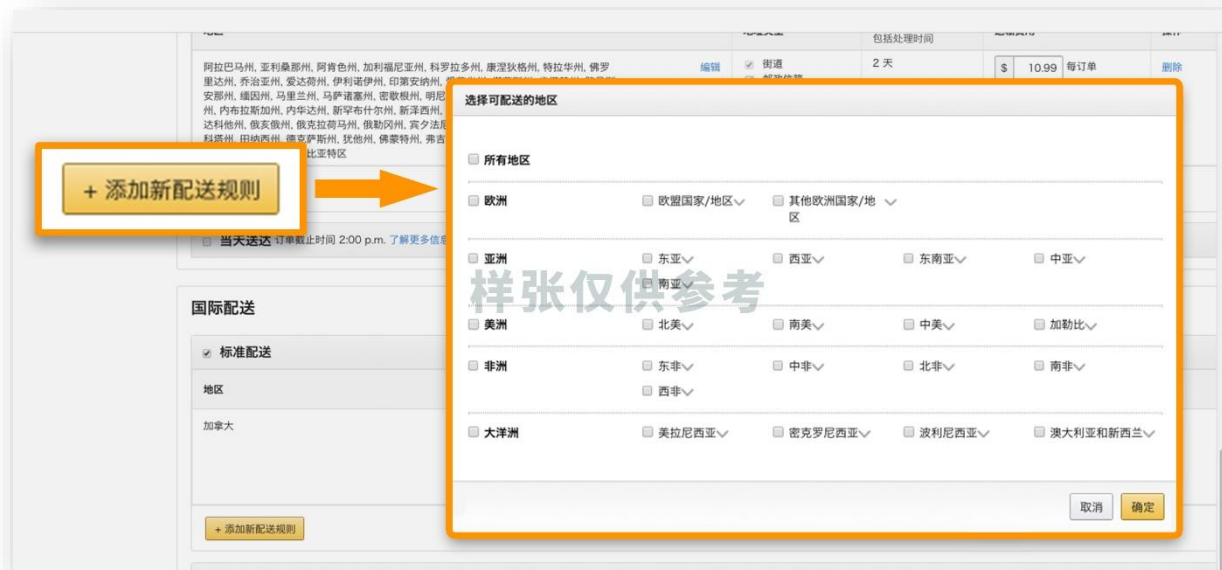 包括处理时间
阿拉巴马州, 亚利桑那州, 阿肯色州, 加利福尼亚州, 科罗拉多州, 康涅狄格州, 特拉华州, 佛罗
里达州, 乔治亚州, 爱达荷州, 伊利诺伊州, 印第安纳州,
安那州, 缅因州, 马里兰州, 马萨诸塞州, 密歇根州, 明尼
州, 内布拉斯加州, 内华达州, 新罕布什尔州, 新泽西州,
达科他州, 俄亥俄州, 俄克拉荷马州, 俄勒冈州, 宾夕法尼
科塔州, 田纳西州, 德克萨斯州, 犹他州, 佛蒙特州, 弗吉
比亚特区
编辑
街道
2 天
$ 10.99 每订单
删除
+ 添加新配送规则
当天送达 订单截止时间 2:00 p.m. 了解更多信息
国际配送
标准配送
地区
加拿大
+ 添加新配送规则
选择可配送的地区
所有地区
欧洲 欧盟国家/地区 其他欧洲国家/地
区
亚洲 东亚 西亚 东南亚 中亚
南亚
样张仅供参考
美洲 北美 南美 中美 加勒比
非洲 东非 中非 北非 南非
西非
大洋洲 美拉尼西亚 密克罗尼西亚 波利尼西亚 澳大利亚和新西兰
取消 确定